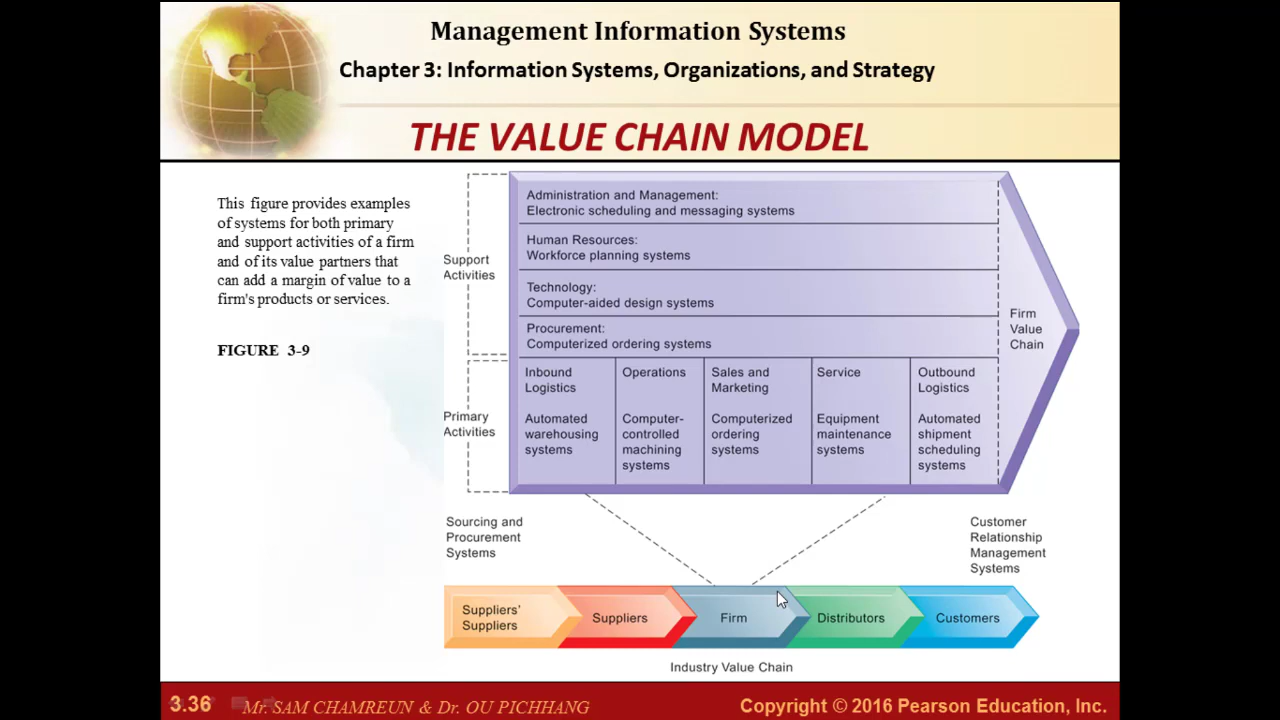 Management Information Systems
Chapter 3: Information Systems, Organizations, and Strategy
THE VALUE CHAIN MODEL
This figure provides examples
of systems for both primary
and support activities of a firm
and of its value partners that
can add a margin of value to a
firm's products or services.
FIGURE 3-9
Support
Activities
Administration and Management:
Electronic scheduling and messaging systems
Human Resources:
Workforce planning systems
Technology:
Computer-aided design systems
Procurement:
Computerized ordering systems
Firm
Value
Chain
Primary
Activities
Inbound
Logistics
Automated
warehousing
systems
Operations
Computer-
controlled
machining
systems
Sales and
Marketing
Computerized
ordering
systems
Service
Equipment
maintenance
systems
Outbound
Logistics
Automated
shipment
scheduling
systems
Sourcing and
Procurement
Systems
Customer
Relationship
Management
Systems
Suppliers'
Suppliers
Suppliers
Firm
Distributors
Customers
Industry Value Chain
3.36
Mr. SAM CHAMREUN & Dr. OU PICHHANG
Copyright © 2016 Pearson Education, Inc.